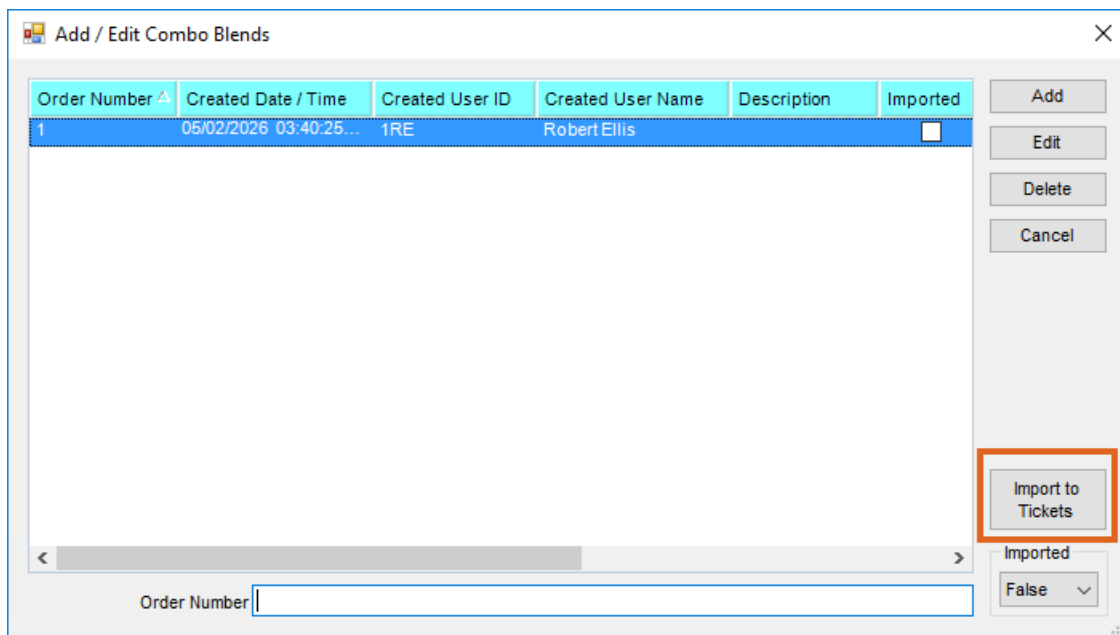 Add / Edit Combo Blends
Order Number Created Date / Time Created User ID Created User Name Description Imported
1 05/02/2026 03:40:25... 1RE Robert Ellis
Add
Edit
Delete
Cancel
Import to
Tickets
Imported
False
Order Number